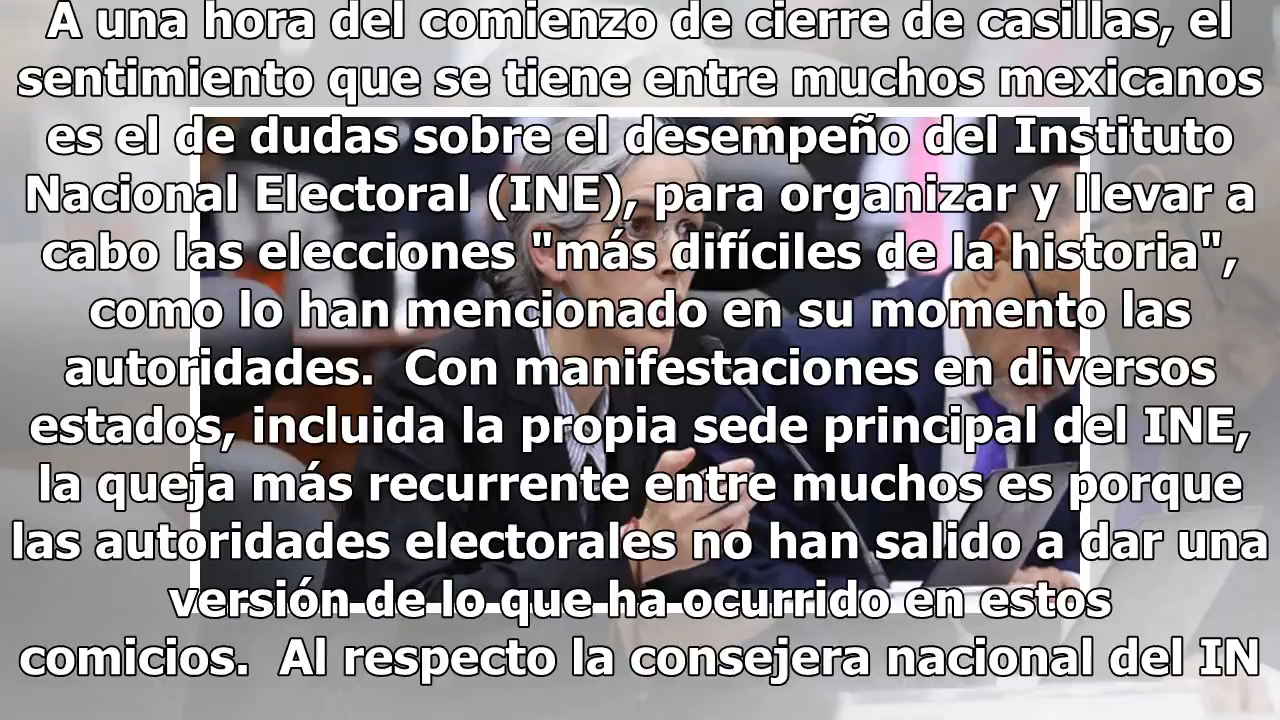 A una hora del comienzo de cierre de casillas, el
sentimiento que se tiene entre muchos mexicanos
es el de dudas sobre el desempeño del Instituto
Nacional Electoral (INE), para organizar y llevar a
cabo las elecciones "más difíciles de la historia",
como lo han mencionado en su momento las
autoridades.  Con manifestaciones en diversos
estados, incluida la propia sede principal del INE,
la queja más recurrente entre muchos es porque
las autoridades electorales no han salido a dar una
versión de lo que ha ocurrido en estos
comicios.  Al respecto la consejera nacional del IN